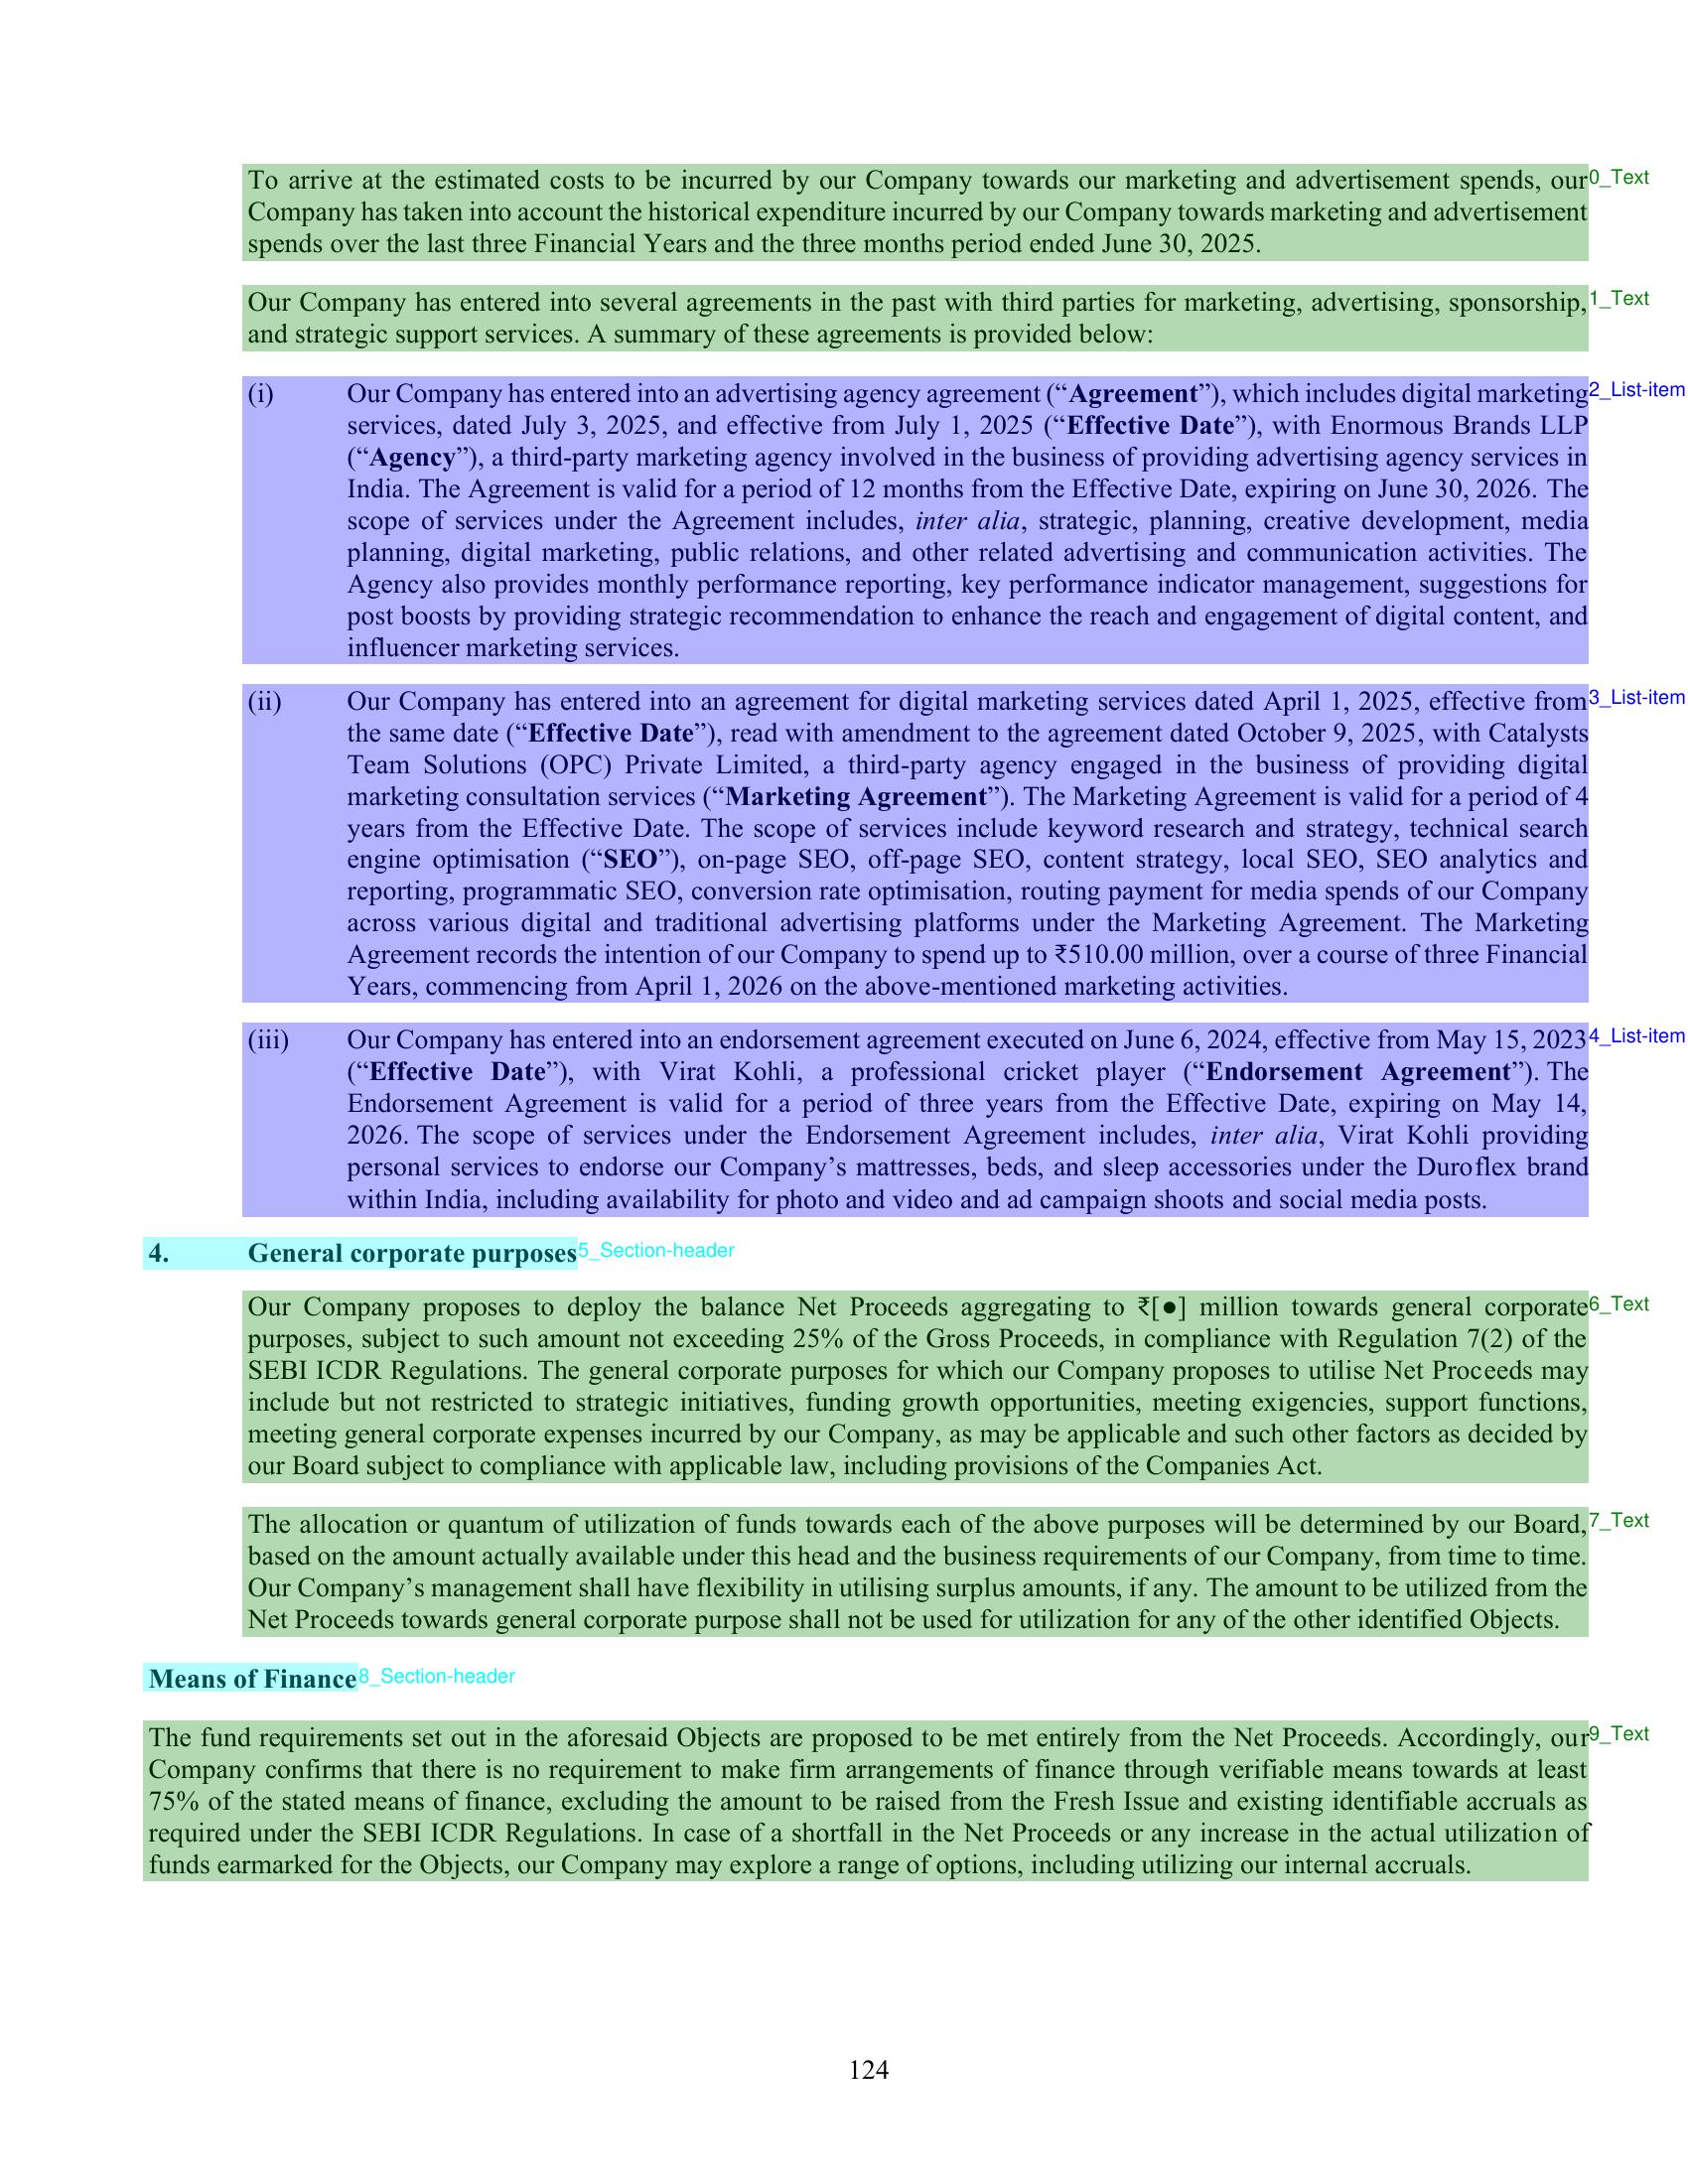 To arrive at the estimated costs to be incurred by our Company towards our marketing and advertisement spends, our
0_Text
Company has taken into account the historical expenditure incurred by our Company towards marketing and advertisement
spends over the last three Financial Years and the three months period ended June 30, 2025.
Our Company has entered into several agreements in the past with third parties for marketing, advertising, sponsorship,
1_Text
and strategic support services. A summary of these agreements is provided below:
(i) Our Company has entered into an advertising agency agreement (“Agreement”), which includes digital marketing
2_List-item
services, dated July 3, 2025, and effective from July 1, 2025 (“Effective Date”), with Enormous Brands LLP
(“Agency”), a third-party marketing agency involved in the business of providing advertising agency services in
India. The Agreement is valid for a period of 12 months from the Effective Date, expiring on June 30, 2026. The
scope of services under the Agreement includes, inter alia, strategic, planning, creative development, media
planning, digital marketing, public relations, and other related advertising and communication activities. The
Agency also provides monthly performance reporting, key performance indicator management, suggestions for
post boosts by providing strategic recommendation to enhance the reach and engagement of digital content, and
influencer marketing services.
(ii) Our Company has entered into an agreement for digital marketing services dated April 1, 2025, effective from
3_List-item
the same date (“Effective Date”), read with amendment to the agreement dated October 9, 2025, with Catalysts
Team Solutions (OPC) Private Limited, a third-party agency engaged in the business of providing digital
marketing consultation services (“Marketing Agreement”). The Marketing Agreement is valid for a period of 4
years from the Effective Date. The scope of services include keyword research and strategy, technical search
engine optimisation (“SEO”), on-page SEO, off-page SEO, content strategy, local SEO, SEO analytics and
reporting, programmatic SEO, conversion rate optimisation, routing payment for media spends of our Company
across various digital and traditional advertising platforms under the Marketing Agreement. The Marketing
Agreement records the intention of our Company to spend up to ₹510.00 million, over a course of three Financial
Years, commencing from April 1, 2026 on the above-mentioned marketing activities.
(iii) Our Company has entered into an endorsement agreement executed on June 6, 2024, effective from May 15, 2023
4_List-item
(“Effective Date”), with Virat Kohli, a professional cricket player (“Endorsement Agreement”). The
Endorsement Agreement is valid for a period of three years from the Effective Date, expiring on May 14,
2026. The scope of services under the Endorsement Agreement includes, inter alia, Virat Kohli providing
personal services to endorse our Company’s mattresses, beds, and sleep accessories under the Duroflex brand
within India, including availability for photo and video and ad campaign shoots and social media posts.
4. General corporate purposes
5_Section-header
Our Company proposes to deploy the balance Net Proceeds aggregating to ₹[●] million towards general corporate
6_Text
purposes, subject to such amount not exceeding 25% of the Gross Proceeds, in compliance with Regulation 7(2) of the
SEBI ICDR Regulations. The general corporate purposes for which our Company proposes to utilise Net Proceeds may
include but not restricted to strategic initiatives, funding growth opportunities, meeting exigencies, support functions,
meeting general corporate expenses incurred by our Company, as may be applicable and such other factors as decided by
our Board subject to compliance with applicable law, including provisions of the Companies Act.
The allocation or quantum of utilization of funds towards each of the above purposes will be determined by our Board,
7_Text
based on the amount actually available under this head and the business requirements of our Company, from time to time.
Our Company’s management shall have flexibility in utilising surplus amounts, if any. The amount to be utilized from the
Net Proceeds towards general corporate purpose shall not be used for utilization for any of the other identified Objects.
Means of Finance
8_Section-header
The fund requirements set out in the aforesaid Objects are proposed to be met entirely from the Net Proceeds. Accordingly, our
9_Text
Company confirms that there is no requirement to make firm arrangements of finance through verifiable means towards at least
75% of the stated means of finance, excluding the amount to be raised from the Fresh Issue and existing identifiable accruals as
required under the SEBI ICDR Regulations. In case of a shortfall in the Net Proceeds or any increase in the actual utilization of
funds earmarked for the Objects, our Company may explore a range of options, including utilizing our internal accruals.
124